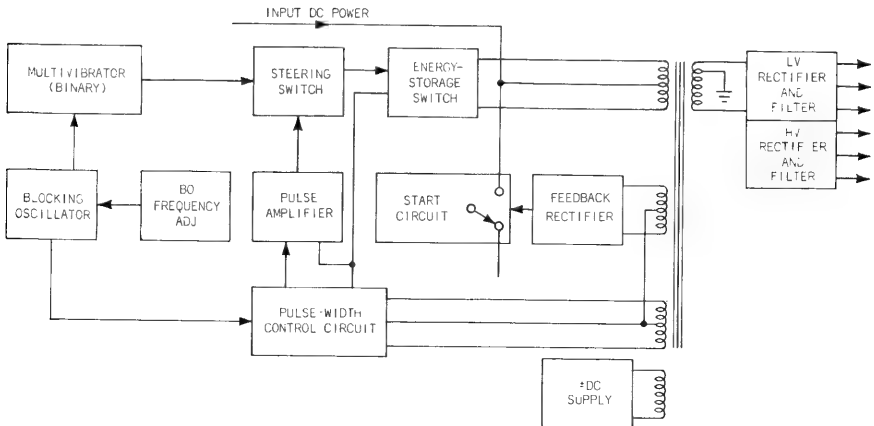 INPUT DC POWER
MULTIVIBRATOR
(BINARY)
STEERING
SWITCH
ENERGY-
STORAGE
SWITCH
LV
RECTIFIER
AND
FILTER
HV
RECTIFIER
AND
FILTER
BLOCKING
OSCILLATOR
BO
FREQUENCY
ADJ
PULSE
AMPLIFIER
START
CIRCUIT
FEEDBACK
RECTIFIER
PULSE-WIDTH
CONTROL CIRCUIT
±DC
SUPPLY